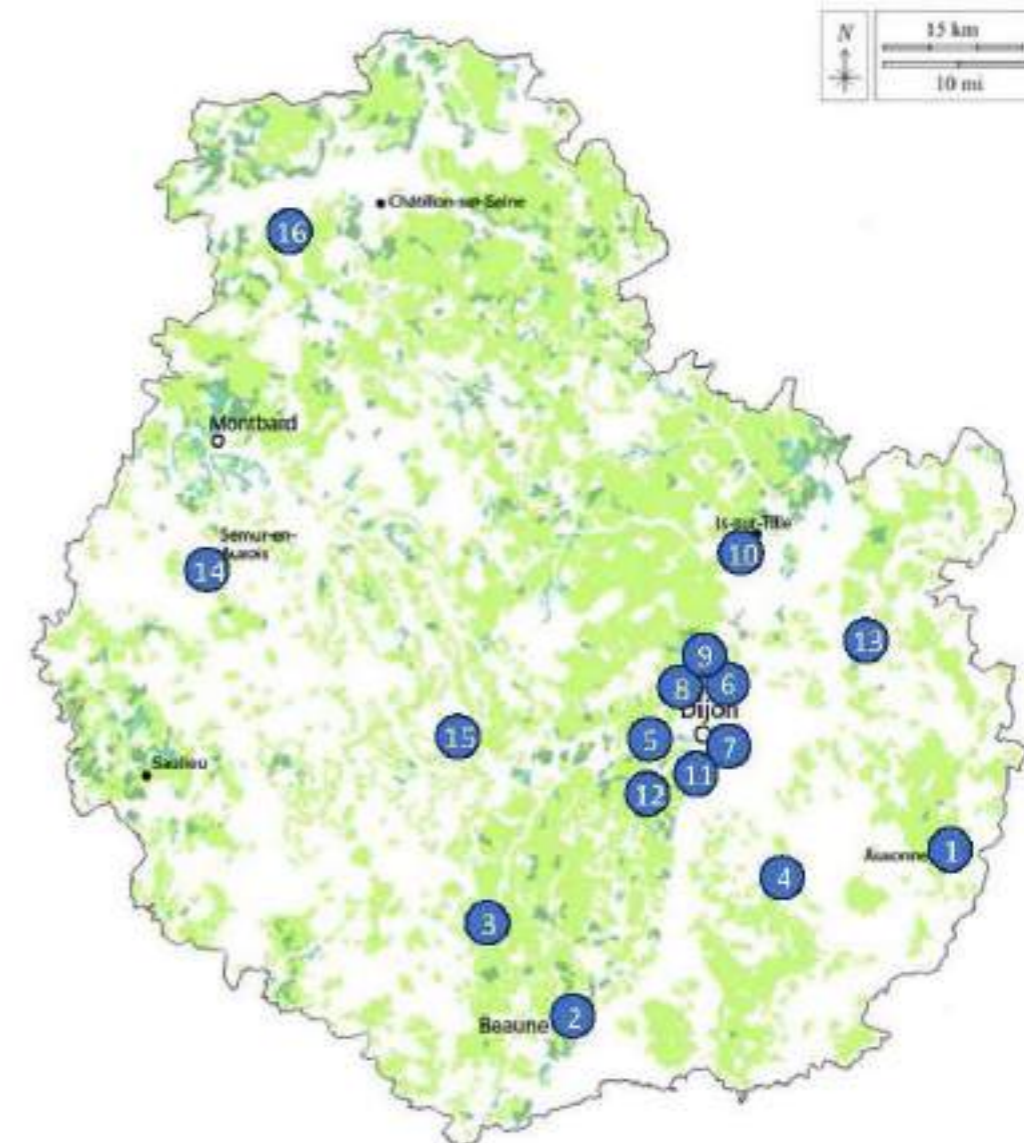 N
15 km
10 mi
Châtillon-sur-Seine
16
Montbard
Semur-en-
Auxois
14
Is-sur-Tille
10
13
9
8
6
Dijon
15
5
7
11
12
Saulieu
Auxonne
1
4
3
Beaune
2